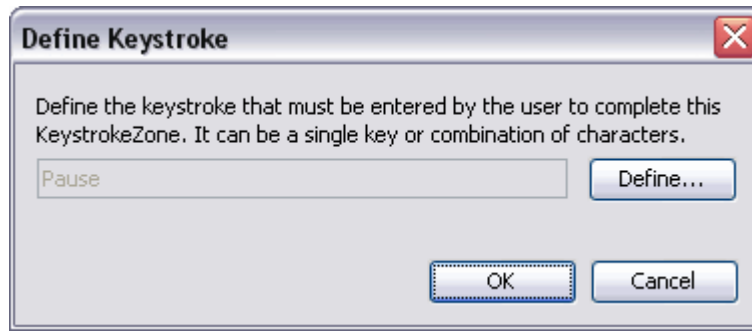 Define Keystroke
Define the keystroke that must be entered by the user to complete this
KeystrokeZone. It can be a single key or combination of characters.
Pause
Define...
OK
Cancel